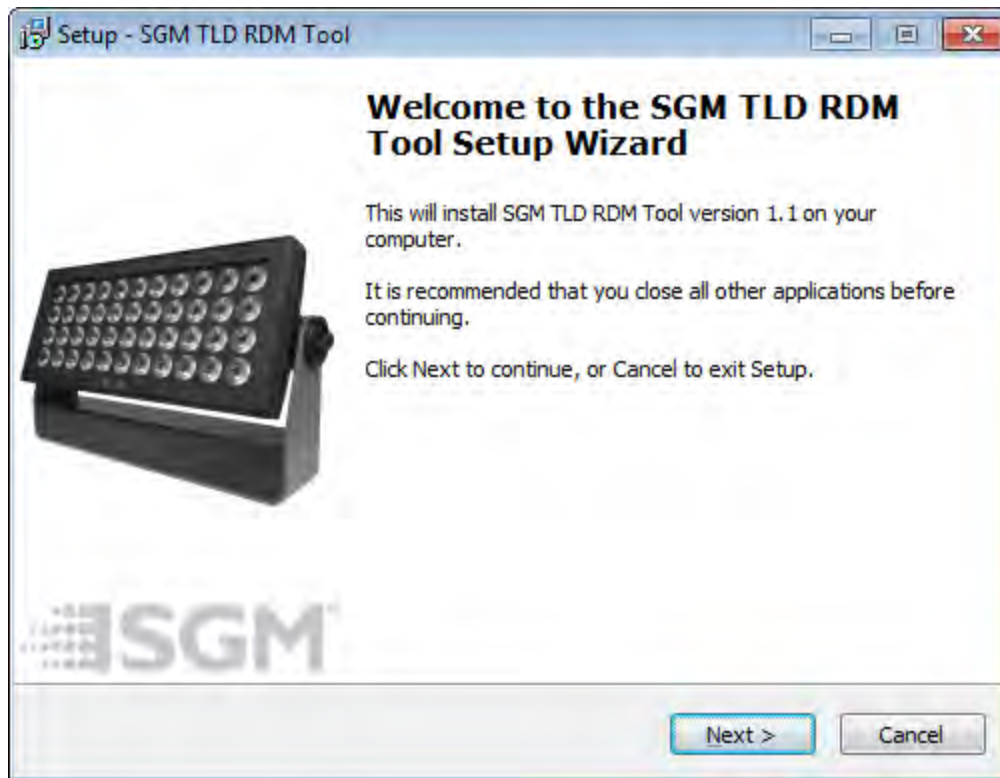 Setup - SGM TLD RDM Tool
Welcome to the SGM TLD RDM
Tool Setup Wizard
This will install SGM TLD RDM Tool version 1.1 on your
computer.
It is recommended that you close all other applications before
continuing.
Click Next to continue, or Cancel to exit Setup.
SGM
Next >
Cancel